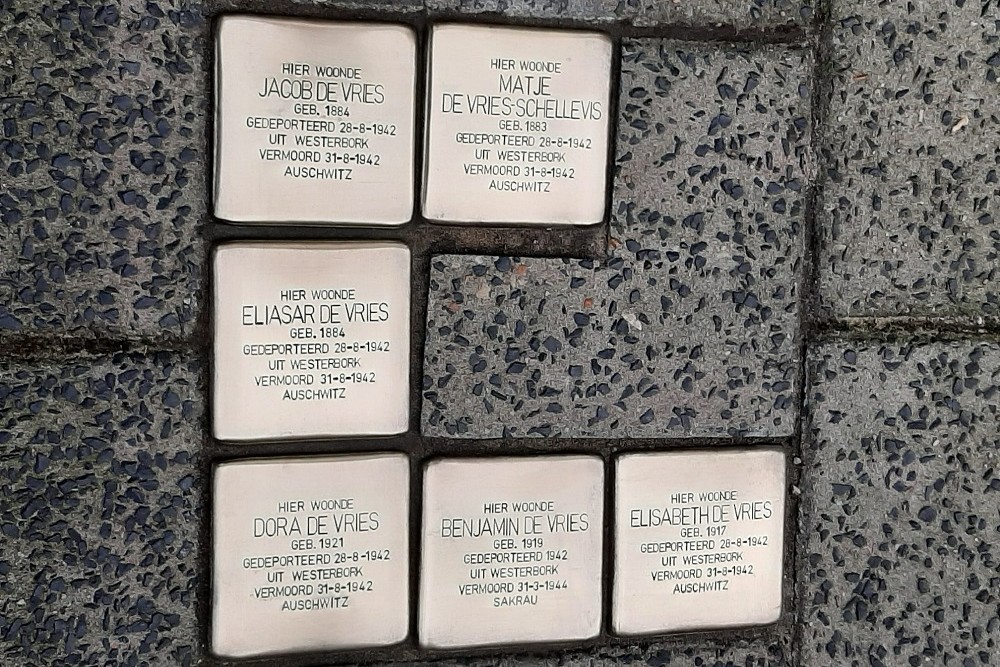 HIER WOONDE
JACOB DE VRIES
GEB. 1884
GEDEPORTEERD 28-8-1942
UIT WESTERBORK
VERMOORD 31-8-1942
AUSCHWITZ
HIER WOONDE
MATJE
DE VRIES-SCHELLEVIS
GEB. 1883
GEDEPORTEERD 28-8-1942
UIT WESTERBORK
VERMOORD 31-8-1942
AUSCHWITZ
HIER WOONDE
ELIASAR DE VRIES
GEB. 1884
GEDEPORTEERD 28-8-1942
UIT WESTERBORK
VERMOORD 31-8-1942
AUSCHWITZ
HIER WOONDE
DORA DE VRIES
GEB. 1921
GEDEPORTEERD 28-8-1942
UIT WESTERBORK
VERMOORD 31-8-1942
AUSCHWITZ
HIER WOONDE
BENJAMIN DE VRIES
GEB. 1919
GEDEPORTEERD 1942
UIT WESTERBORK
VERMOORD 31-3-1944
SAKRAU
HIER WOONDE
ELISABETH DE VRIES
GEB. 1917
GEDEPORTEERD 28-8-1942
UIT WESTERBORK
VERMOORD 31-8-1942
AUSCHWITZ